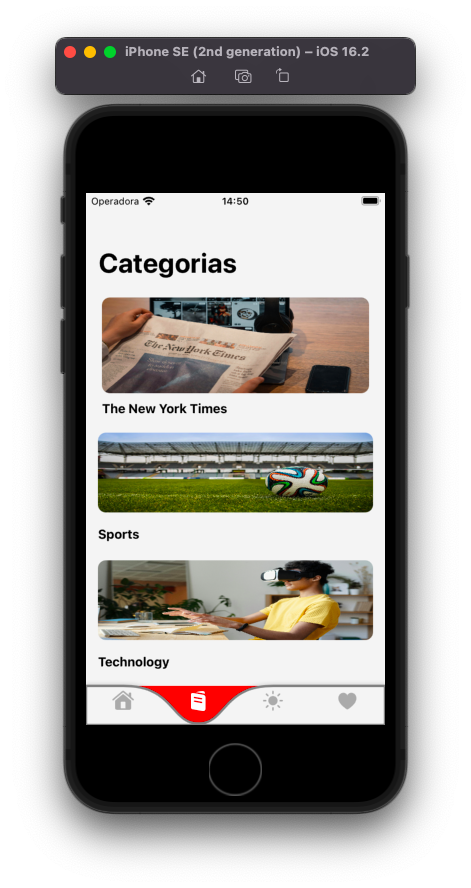 iPhone SE (2nd generation) – iOS 16.2
Operadora 14:50
Categorias
The New York Times
The New York Times
Sports
Technology